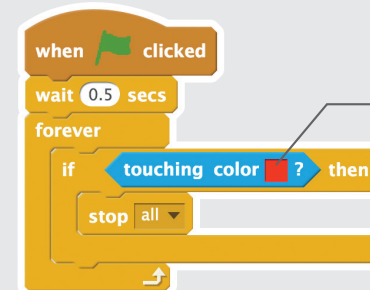 when clicked
wait 0.5 secs
forever
if touching color ? then
stop all